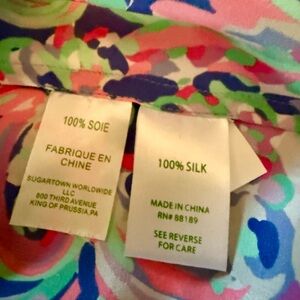 100% SOIE
FABRIQUE EN
CHINE
SUGARTOWN WORLDWIDE
LLC
800 THIRD AVENUE
KING OF PRUSSIA,PA
100% SILK
MADE IN CHINA
RN# 88189
SEE REVERSE
FOR CARE